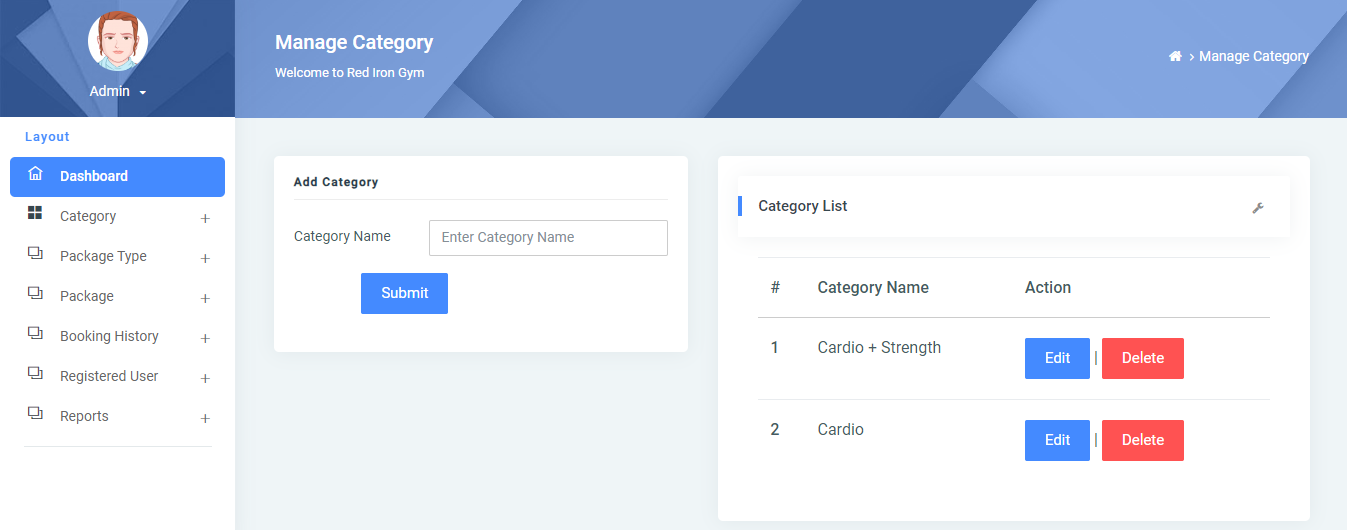 Admin
Layout
Dashboard
Category +
Package Type +
Package +
Booking History +
Registered User +
Reports +
Manage Category
Welcome to Red Iron Gym
> Manage Category
Add Category
Category Name Enter Category Name
Submit
Category List
# Category Name Action
1 Cardio + Strength Edit | Delete
2 Cardio Edit | Delete